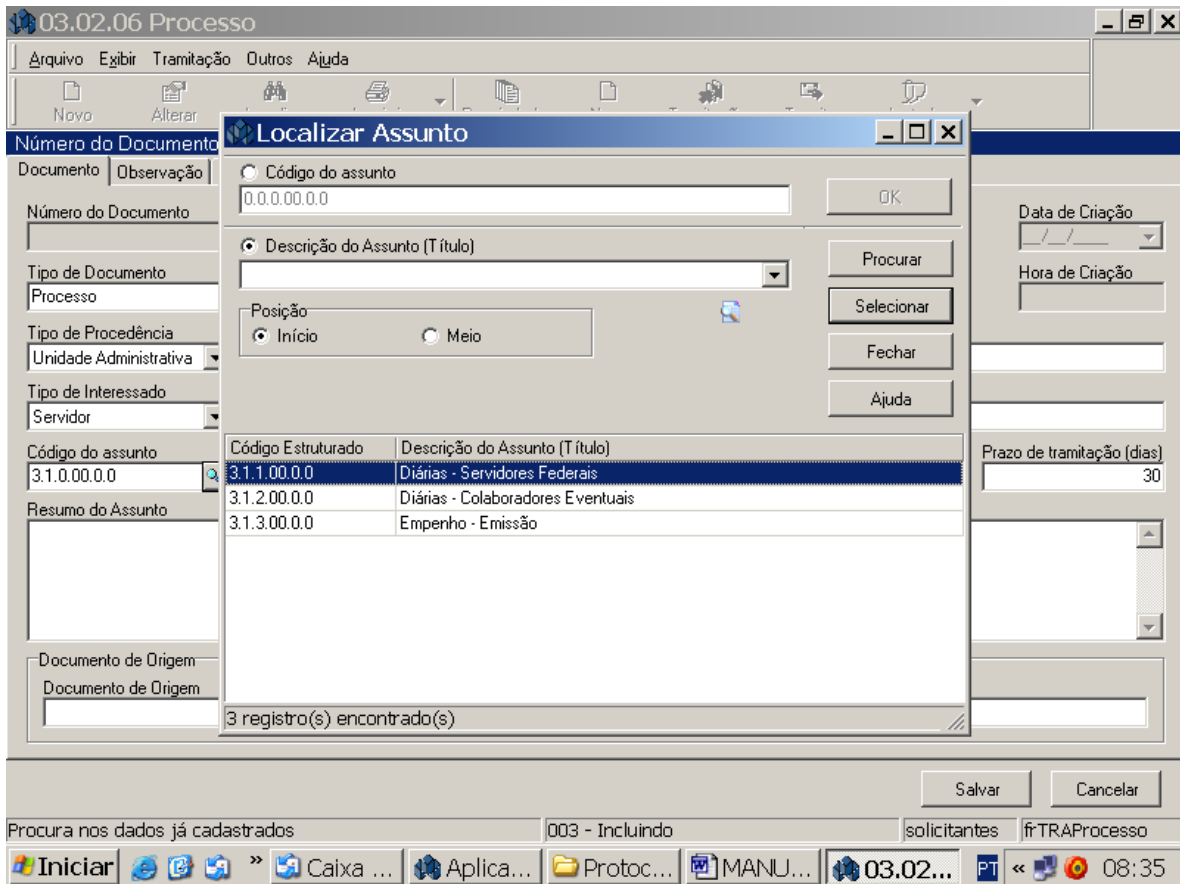 03.02.06 Processo
Arquivo Exibir Tramitação Outros Ajuda
Novo Alterar
Número do Documento
Documento Observação
Localizar Assunto
Código do assunto
0.0.0.00.0.0
OK
Descrição do Assunto (Título)
Procurar
Posição
Início Meio
Selecionar
Fechar
Ajuda
Código Estruturado Descrição do Assunto (Título)
3.1.1.00.0.0 Diárias - Servidores Federais
3.1.2.00.0.0 Diárias - Colaboradores Eventuais
3.1.3.00.0.0 Empenho - Emissão
3 registro(s) encontrado(s)
Número do Documento
Data de Criação
__/__/____
Tipo de Documento
Hora de Criação
Processo
Tipo de Procedência
Unidade Administrativa
Tipo de Interessado
Servidor
Código do assunto
Prazo de tramitação (dias)
3.1.0.00.0.0
30
Resumo do Assunto
Documento de Origem
Documento de Origem
Salvar Cancelar
Procura nos dados já cadastrados 003 - Incluindo solicitantes frTRAProcesso
Iniciar » Caixa ... Aplica... Protoc... MANU... 03.02... PT « 08:35